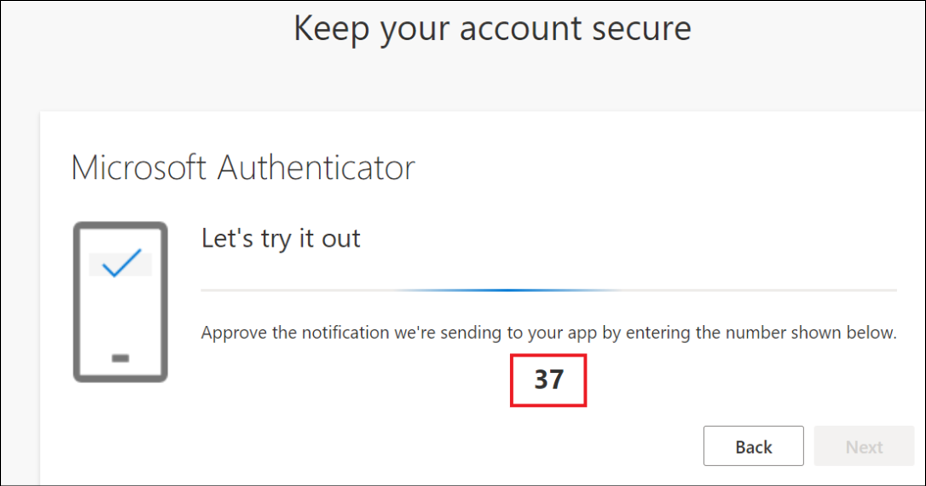 Keep your account secure
Microsoft Authenticator
Let's try it out
Approve the notification we're sending to your app by entering the number shown below.
37
Back
Next